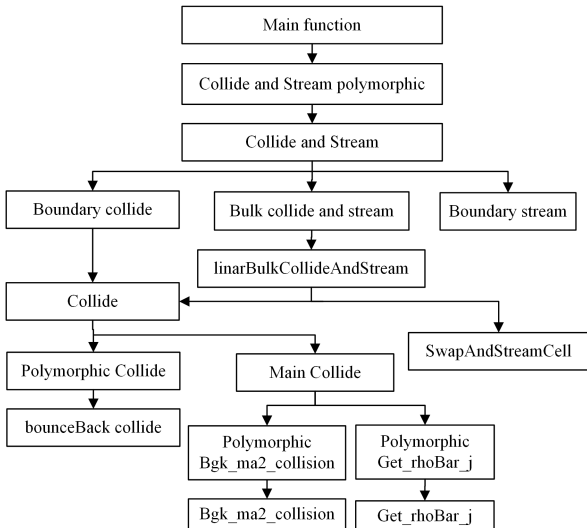 Main function
Collide and Stream polymorphic
Collide and Stream
Boundary collide
Bulk collide and stream
Boundary stream
linarBulkCollideAndStream
Collide
SwapAndStreamCell
Polymorphic Collide
Main Collide
bounceBack collide
Polymorphic
Bgk_ma2_collision
Polymorphic
Get_rhoBar_j
Bgk_ma2_collision
Get_rhoBar_j